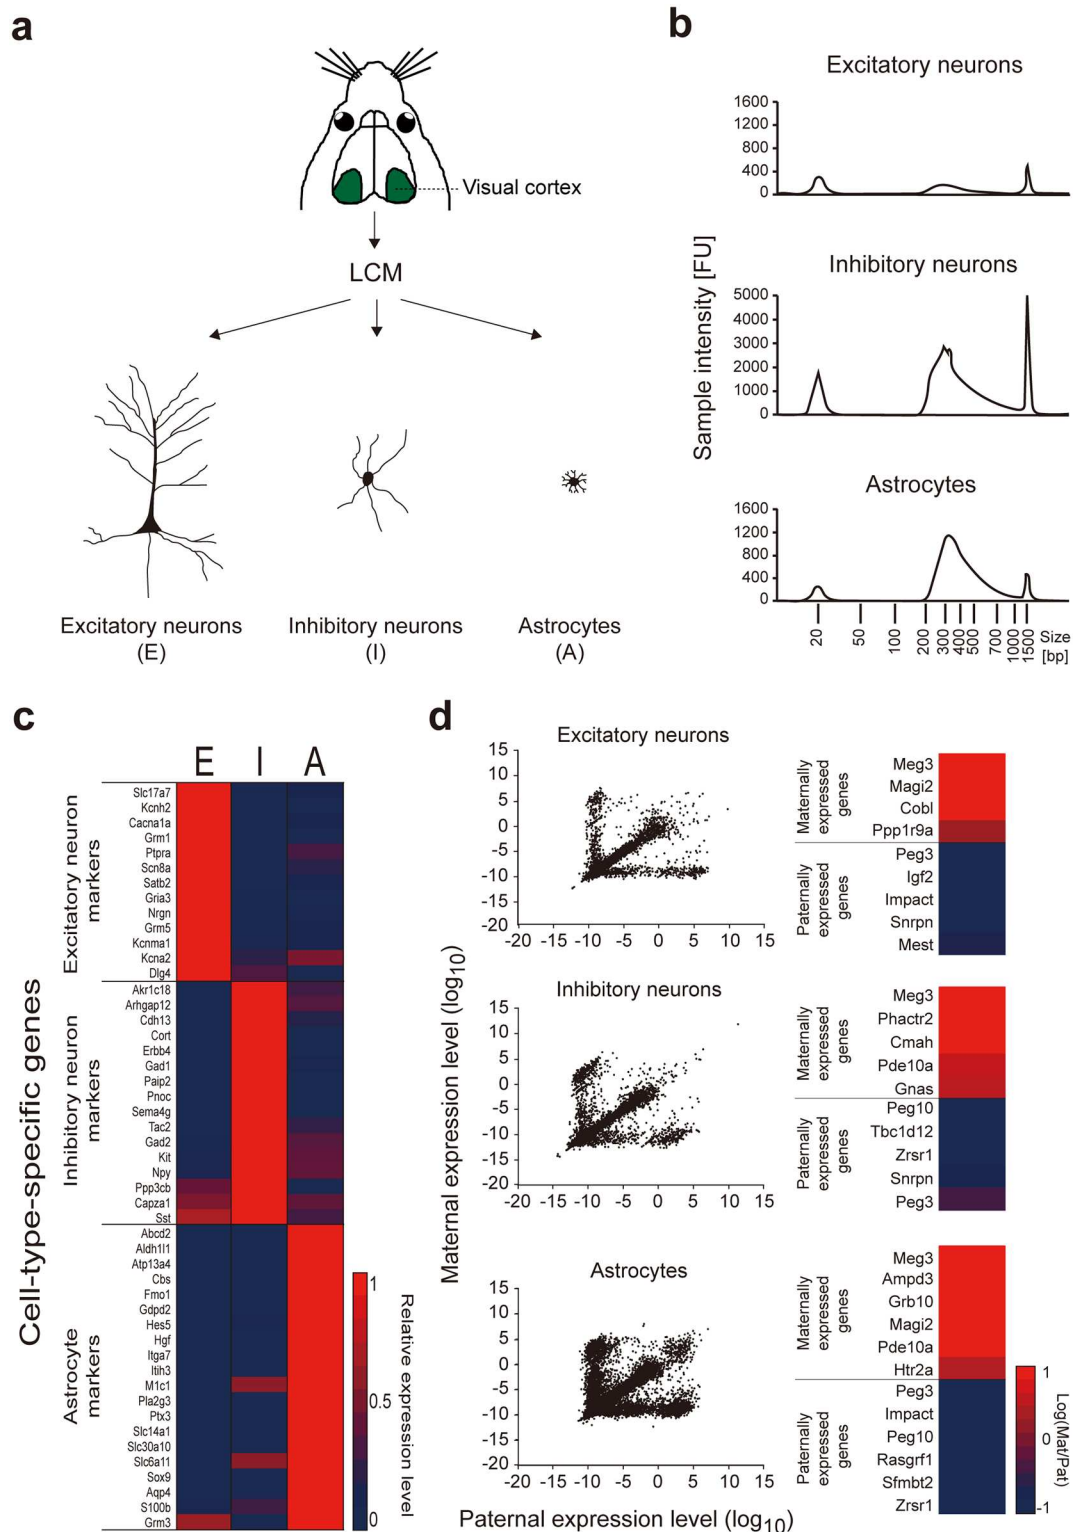 a
Visual cortex
LCM
Excitatory neurons
(E)
Inhibitory neurons
(I)
Astrocytes
(A)
b
Sample intensity [FU]
Excitatory neurons
1600
1200
800
400
0
Inhibitory neurons
5000
4000
3000
2000
1000
0
Astrocytes
1600
1200
800
400
0
20
50
100
200
300
400
500
700
1000
1500
Size
[bp]
c
Cell-type-specific genes
E I A
Excitatory neuron
markers
Slc17a7
Kcnh2
Cacna1a
Grm1
Ptpra
Scn8a
Satb2
Gria3
Nrgn
Grm5
Kcnma1
Kcna2
Dlg4
Inhibitory neuron
markers
Akr1c18
Arhgap12
Cdh13
Cort
Erbb4
Gad1
Paip2
Pnoc
Sema4g
Tac2
Gad2
Kit
Npy
Ppp3cb
Capza1
Sst
Astrocyte
markers
Abcd2
Aldh1l1
Atp13a4
Cbs
Fmo1
Gdpd2
Hes5
Hgf
Itga7
Itih3
M1c1
Pla2g3
Ptx3
Slc14a1
Slc30a10
Slc6a11
Sox9
Aqp4
S100b
Grm3
1
0.5
0
Relative expression level
d
Maternal expression level (log10)
Excitatory neurons
15
10
5
0
-5
-10
-15
-20
-20 -15 -10 -5 0 5 10 15
Maternally
expressed
genes
Meg3
Magi2
Cobl
Ppp1r9a
Paternally
expressed
genes
Peg3
Igf2
Impact
Snrpn
Mest
Inhibitory neurons
15
10
5
0
-5
-10
-15
-20
-20 -15 -10 -5 0 5 10 15
Maternally
expressed
genes
Meg3
Phactr2
Cmah
Pde10a
Gnas
Paternally
expressed
genes
Peg10
Tbc1d12
Zrsr1
Snrpn
Peg3
Astrocytes
15
10
5
0
-5
-10
-15
-20
-20 -15 -10 -5 0 5 10 15
Paternal expression level (log10)
Maternally
expressed
genes
Meg3
Ampd3
Grb10
Magi2
Pde10a
Htr2a
Paternally
expressed
genes
Peg3
Impact
Peg10
Rasgrf1
Sfmbt2
Zrsr1
1
0
-1
Log(Mat/Pat)